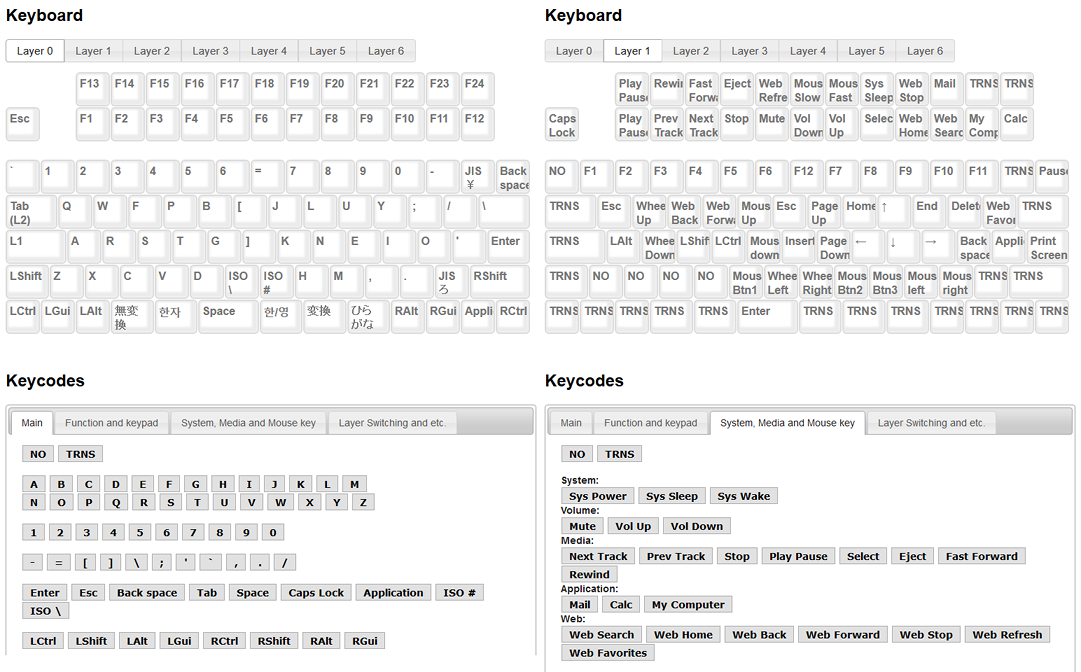 Keyboard
Layer 0 Layer 1 Layer 2 Layer 3 Layer 4 Layer 5 Layer 6
F13 F14 F15 F16 F17 F18 F19 F20 F21 F22 F23 F24
Esc F1 F2 F3 F4 F5 F6 F7 F8 F9 F10 F11 F12
` 1 2 3 4 5 6 = 7 8 9 0 - JIS ¥ Back space
Tab (L2) Q W F P B [ J L U Y ; / \
L1 A R S T G ] K N E I O ' Enter
LShift Z X C V D ISO \ ISO # H M , . JIS ろ RShift
LCtrl LGui LAlt 無変換 한자 Space 한/영 変換 ひらがな RAlt RGui Appli RCtrl
Keycodes
Main Function and keypad System, Media and Mouse key Layer Switching and etc.
NO TRNS
A B C D E F G H I J K L M
N O P Q R S T U V W X Y Z
1 2 3 4 5 6 7 8 9 0
- = [ ] \ ; ' ` , . /
Enter Esc Back space Tab Space Caps Lock Application ISO #
ISO \
LCtrl LShift LAlt LGui RCtrl RShift RAlt RGui
Keyboard
Layer 0 Layer 1 Layer 2 Layer 3 Layer 4 Layer 5 Layer 6
Play Pause Rewin Fast Forwa Eject Web Refre Mous Slow Mous Fast Sys Sleep Web Stop Mail TRNS TRNS
Caps Lock Play Pause Prev Track Next Track Stop Mute Vol Down Vol Up Selec Web Home Web Searc My Comp Calc
NO F1 F2 F3 F4 F5 F6 F12 F7 F8 F9 F10 F11 TRNS Pause
TRNS Esc Whee Up Web Back Web Forwa Mous Up Esc Page Up Home ↑ End Delet Web Favor TRNS
TRNS LAlt Whee Down LShif LCtrl Mous down Insert Page Down ← ↓ → Back space Appli Print Screen
TRNS NO NO NO NO Mous Btn1 Whee Left Whee Right Mous Btn2 Mous Btn3 Mous left Mous right TRNS TRNS
TRNS TRNS TRNS TRNS TRNS Enter TRNS TRNS TRNS TRNS TRNS TRNS TRNS
Keycodes
Main Function and keypad System, Media and Mouse key Layer Switching and etc.
NO TRNS
System:
Sys Power Sys Sleep Sys Wake
Volume:
Mute Vol Up Vol Down
Media:
Next Track Prev Track Stop Play Pause Select Eject Fast Forward
Rewind
Application:
Mail Calc My Computer
Web:
Web Search Web Home Web Back Web Forward Web Stop Web Refresh
Web Favorites